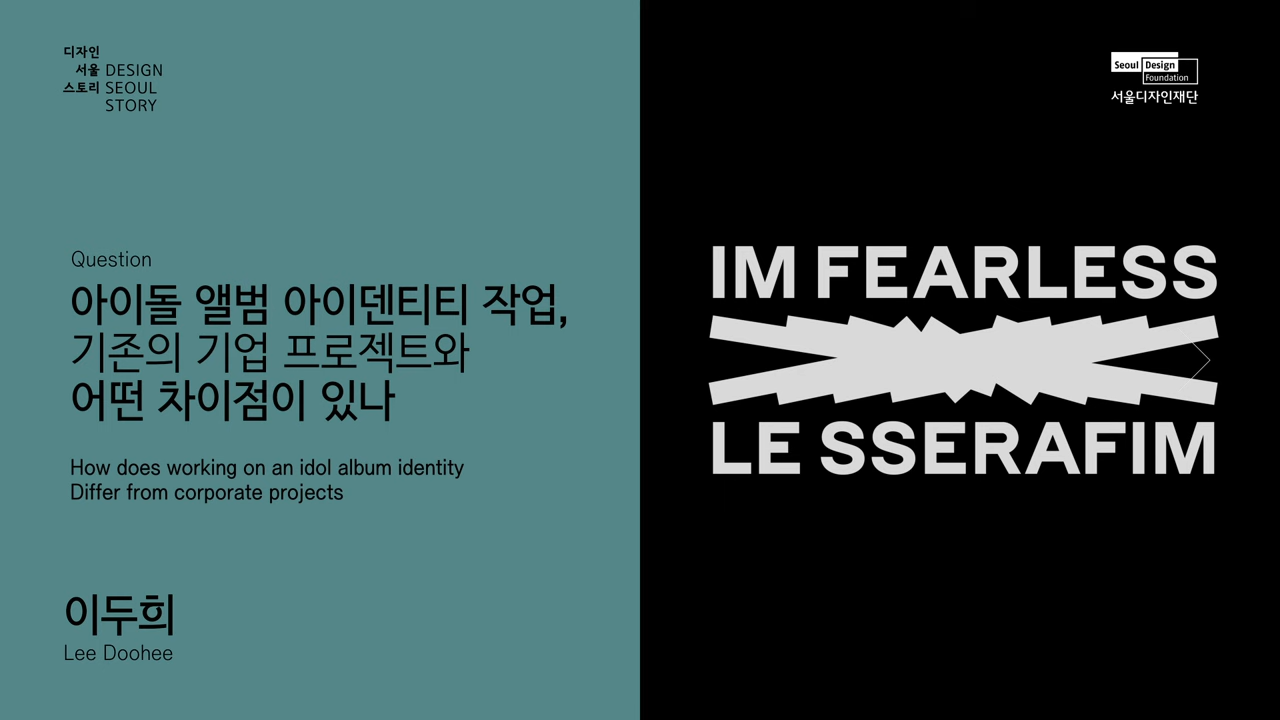 디자인
서울 DESIGN
스토리 SEOUL
STORY
Question
아이돌 앨범 아이덴티티 작업,
기존의 기업 프로젝트와
어떤 차이점이 있나
How does working on an idol album identity
Differ from corporate projects
이두희
Lee Doohee
Seoul Design
Foundation
서울디자인재단
IM FEARLESS
LE SSERAFIM